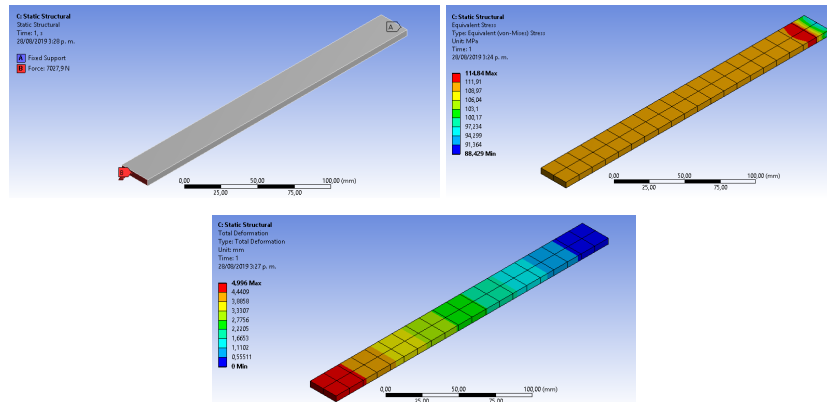 C: Static Structural
Static Structural
Time: 1, s
28/08/2019 3:28 p. m.
A Fixed Support
B Force: 7027,9 N
A
B
0,00 50,00 100,00 (mm)
25,00 75,00
C: Static Structural
Equivalent Stress
Type: Equivalent (von-Mises) Stress
Unit: MPa
Time: 1
28/08/2019 3:24 p. m.
114,84 Max
111,91
108,97
106,04
103,1
100,17
97,234
94,299
91,364
88,429 Min
0,00 50,00 100,00 (mm)
25,00 75,00
C: Static Structural
Total Deformation
Type: Total Deformation
Unit: mm
Time: 1
28/08/2019 3:27 p. m.
4,996 Max
4,4409
3,8858
3,3307
2,7756
2,2205
1,6653
1,1102
0,55511
0 Min
0,00 50,00 100,00 (mm)
25,00 75,00